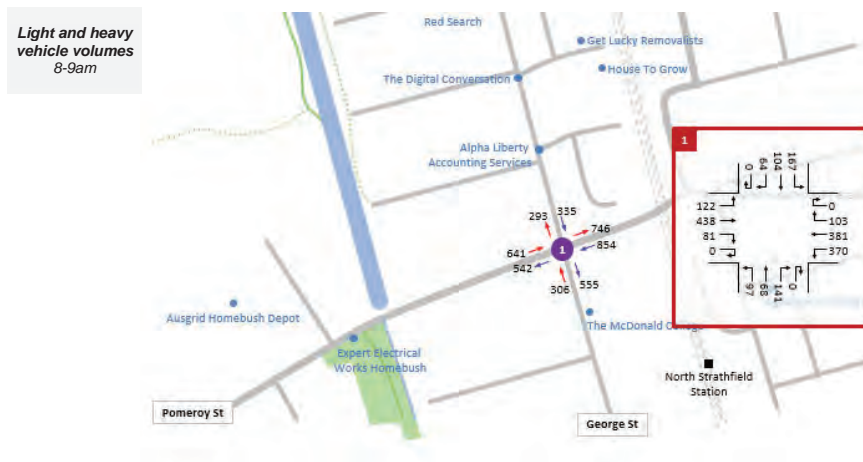 Light and heavy
vehicle volumes
8-9am
Red Search
Get Lucky Removalists
House To Grow
The Digital Conversation
Alpha Liberty
Accounting Services
1
0
64
104
167
122
438
81
0
0
103
381
370
97
68
141
0
293
335
746
641
1
854
542
306
555
Ausgrid Homebush Depot
The McDonald College
Expert Electrical
Works Homebush
North Strathfield
Station
Pomeroy St
George St